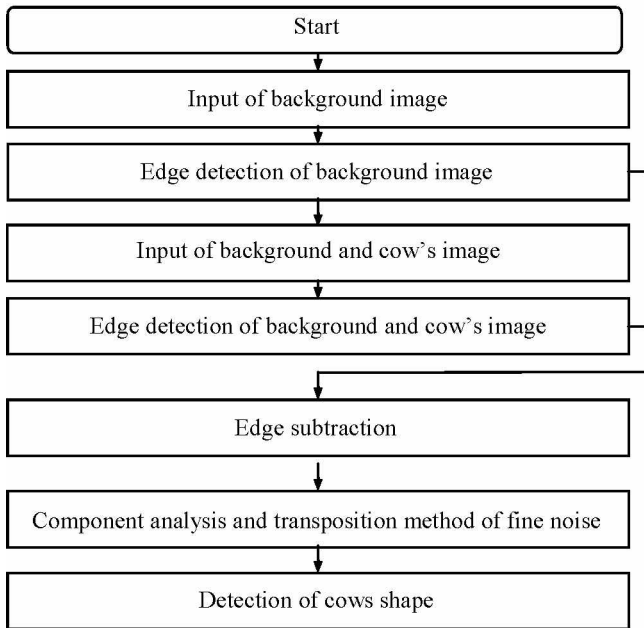 Start
Input of background image
Edge detection of background image
Input of background and cow's image
Edge detection of background and cow's image
Edge subtraction
Component analysis and transposition method of fine noise
Detection of cows shape